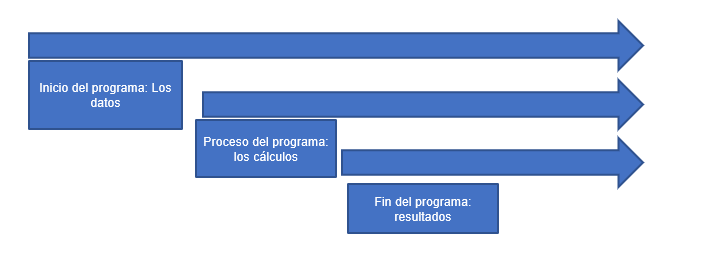 Inicio del programa: Los
datos
Proceso del programa:
los cálculos
Fin del programa:
resultados